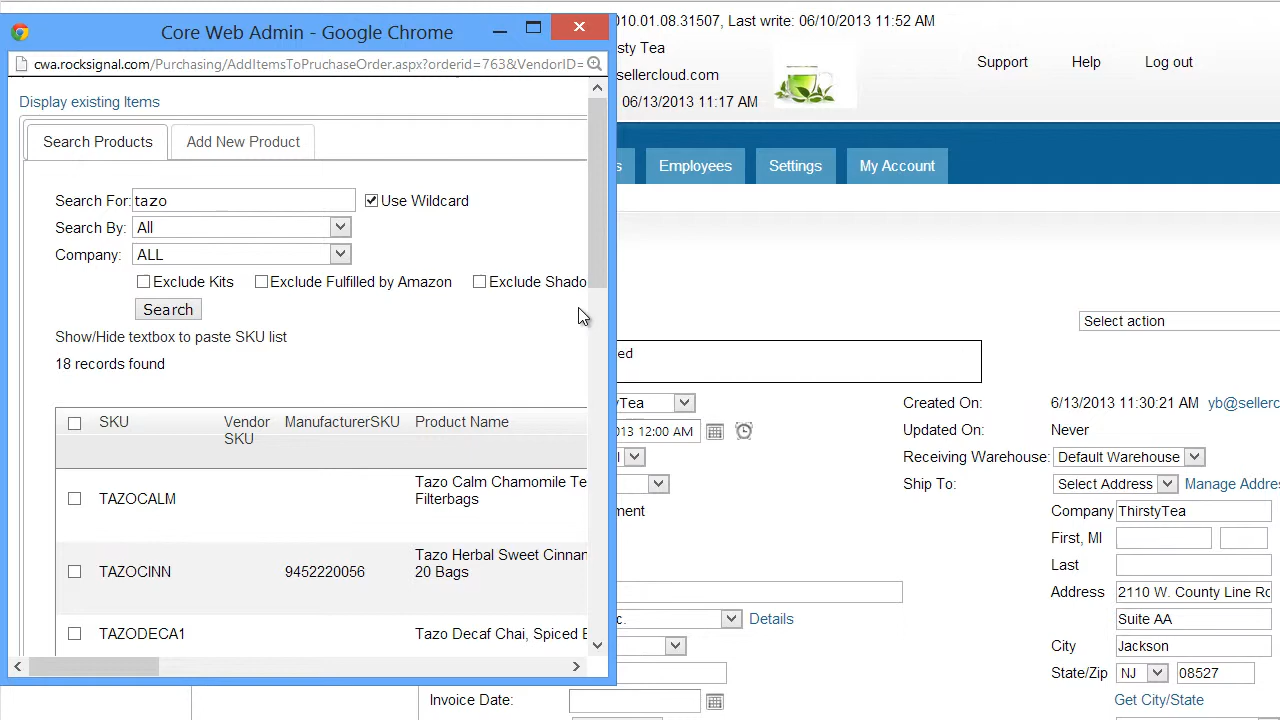 Core Web Admin - Google Chrome
cwa.rocksignal.com/Purchasing/AddItemsToPruchaseOrder.aspx?orderid=763&VendorID=
Display existing Items
Search Products
Add New Product
Search For: tazo
Use Wildcard
Search By: All
Company: ALL
Exclude Kits
Exclude Fulfilled by Amazon
Exclude Shado
Search
Show/Hide textbox to paste SKU list
18 records found
SKU
Vendor SKU
ManufacturerSKU
Product Name
TAZOCALM
Tazo Calm Chamomile Te
Filterbags
TAZOCINN
9452220056
Tazo Herbal Sweet Cinnan
20 Bags
TAZODECA1
Tazo Decaf Chai, Spiced
010.01.08.31507, Last write: 06/10/2013 11:52 AM
sty Tea
sellercloud.com
06/13/2013 11:17 AM
Support
Help
Log out
s
Employees
Settings
My Account
Select action
ed
Tea
013 12:00 AM
l
ment
c.
Details
Invoice Date:
Created On: 6/13/2013 11:30:21 AM yb@sellerc
Updated On: Never
Receiving Warehouse: Default Warehouse
Ship To: Select Address Manage Addre
Company ThirstyTea
First, MI
Last
Address 2110 W. County Line Ro
Suite AA
City Jackson
State/Zip NJ 08527
Get City/State